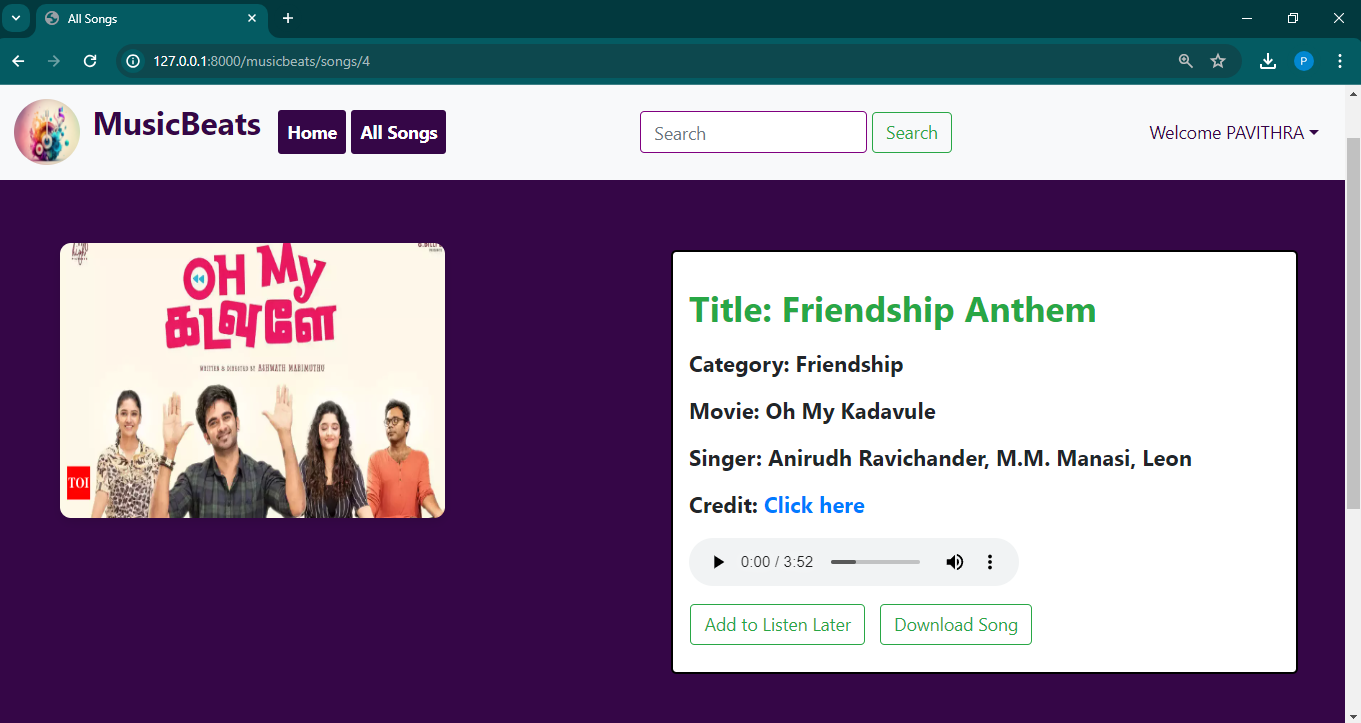 All Songs
127.0.0.1:8000/musicbeats/songs/4
P
MusicBeats
Home
All Songs
Search
Search
Welcome PAVITHRA
OH My
கடவுளே
WRITTEN & DIRECTED BY ASHWATH MARIMUTHU
TOI
Title: Friendship Anthem
Category: Friendship
Movie: Oh My Kadavule
Singer: Anirudh Ravichander, M.M. Manasi, Leon
Credit: Click here
0:00 / 3:52
Add to Listen Later
Download Song